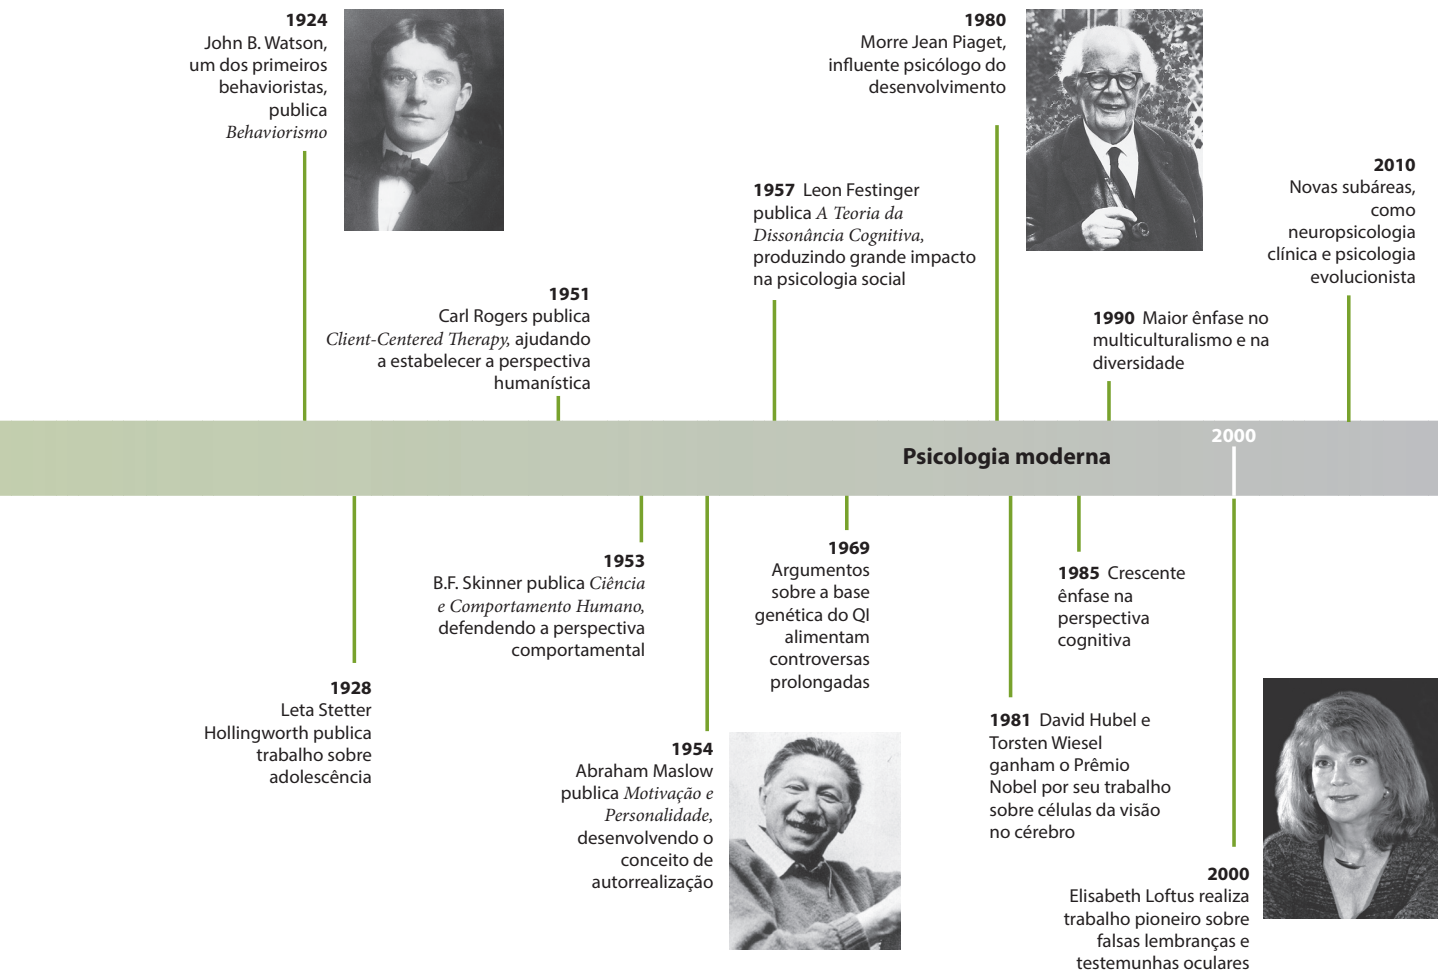 1924
John B. Watson,
um dos primeiros
behavioristas,
publica
Behaviorismo
1980
Morre Jean Piaget,
influente psicólogo do
desenvolvimento
1957 Leon Festinger
publica A Teoria da
Dissonância Cognitiva,
produzindo grande impacto
na psicologia social
2010
Novas subáreas,
como
neuropsicologia
clínica e psicologia
evolucionista
1951
Carl Rogers publica
Client-Centered Therapy, ajudando
a estabelecer a perspectiva
humanística
1990 Maior ênfase no
multiculturalismo e na
diversidade
2000
Psicologia moderna
1928
Leta Stetter
Hollingworth publica
trabalho sobre
adolescência
1953
B.F. Skinner publica Ciência
e Comportamento Humano,
defendendo a perspectiva
comportamental
1954
Abraham Maslow
publica Motivação e
Personalidade,
desenvolvendo o
conceito de
autorrealização
1969
Argumentos
sobre a base
genética do QI
alimentam
controversas
prolongadas
1981 David Hubel e
Torsten Wiesel
ganham o Prêmio
Nobel por seu trabalho
sobre células da visão
no cérebro
1985 Crescente
ênfase na
perspectiva
cognitiva
2000
Elisabeth Loftus realiza
trabalho pioneiro sobre
falsas lembranças e
testemunhas oculares